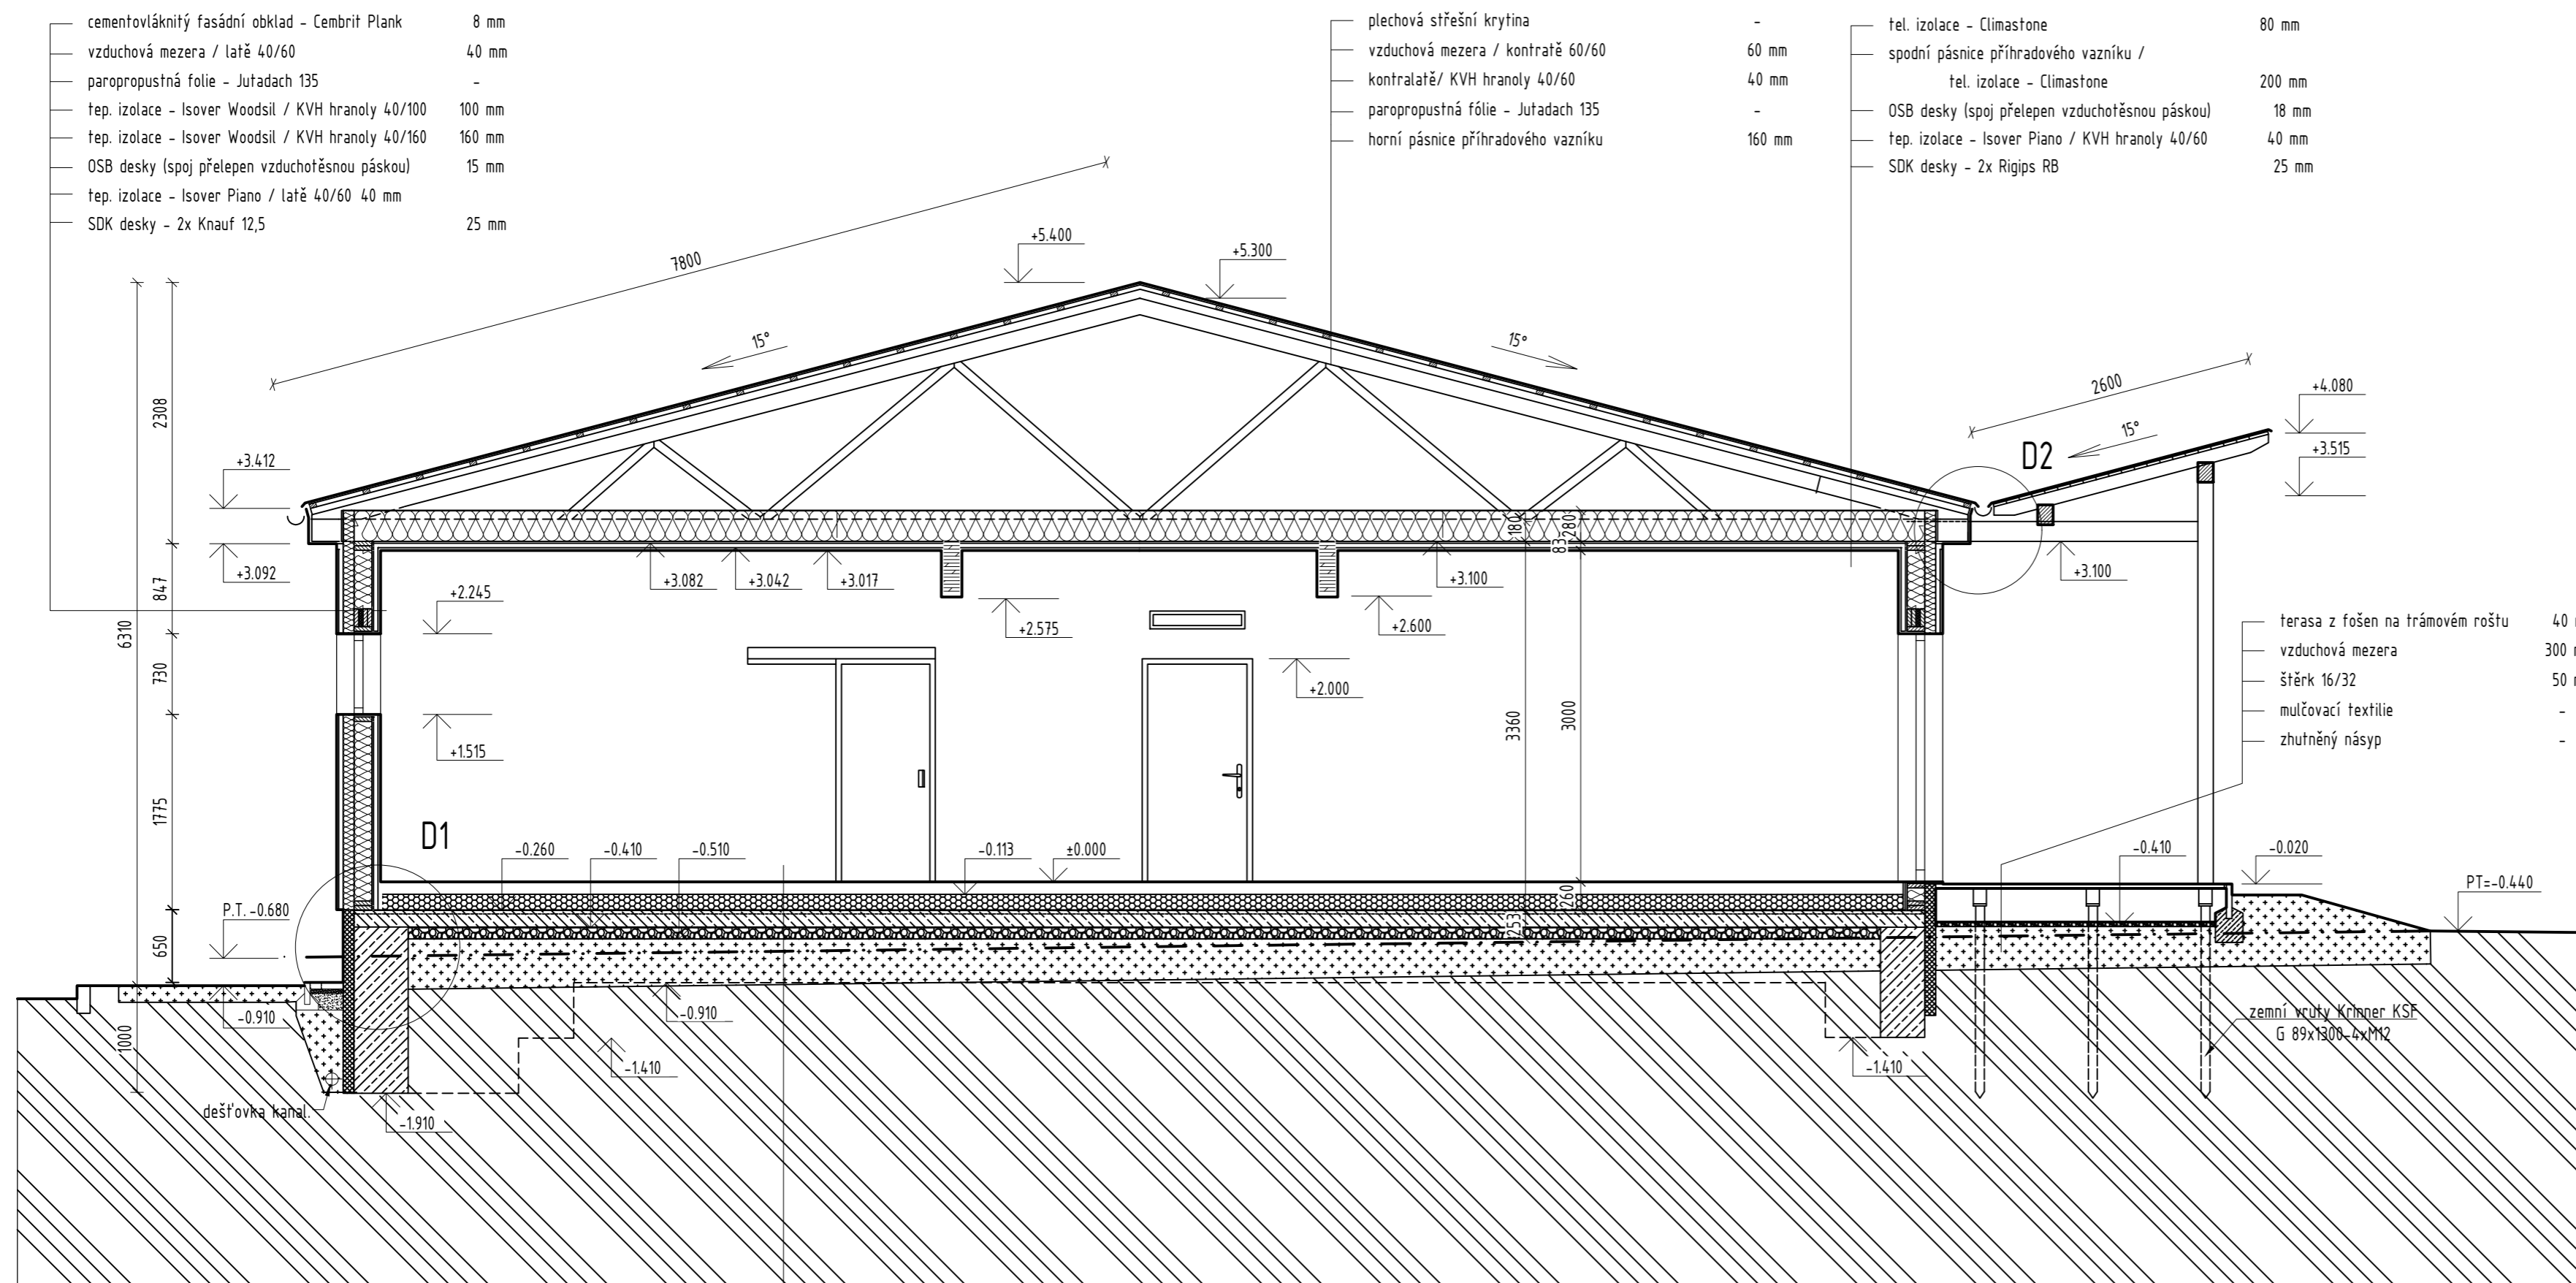 cementovláknitý fasádní obklad - Cembrit Plank 8 mm
vzduchová mezera / latě 40/60 40 mm
paropropustná folie - Jutadach 135 -
tep. izolace - Isover Woodsil / KVH hranoly 40/100 100 mm
tep. izolace - Isover Woodsil / KVH hranoly 40/160 160 mm
OSB desky (spoj přelepen vzduchotěsnou páskou) 15 mm
tep. izolace - Isover Piano / latě 40/60 40 mm
SDK desky - 2x Knauf 12,5 25 mm
plechová střešní krytina -
vzduchová mezera / kontratě 60/60 60 mm
kontralatě/ KVH hranoly 40/60 40 mm
paropropustná fólie - Jutadach 135 -
horní pásnice příhradového vazníku 160 mm
tel. izolace - Climastone 80 mm
spodní pásnice příhradového vazníku /
tel. izolace - Climastone 200 mm
OSB desky (spoj přelepen vzduchotěsnou páskou) 18 mm
tep. izolace - Isover Piano / KVH hranoly 40/60 40 mm
SDK desky - 2x Rigips RB 25 mm
7800
+5.400
+5.300
15°
15°
2600
+4.080
15°
D2
+3.515
2308
+3.412
+3.092
847
6310
730
1775
650
1000
+2.245
+1.515
+3.082
+3.042
+3.017
+2.575
+2.600
+2.000
+3.100
180
280
83
3360
3000
260
253
+3.100
terasa z fošen na trámovém roštu 40
vzduchová mezera 300
štěrk 16/32 50
mulčovací textilie -
zhutněný násyp -
D1
-0.260
-0.410
-0.510
-0.113
±0.000
-0.410
-0.020
PT=-0.440
P.T. -0.680
-0.910
-0.910
-1.410
-1.410
-1.910
dešťovka kanal.
zemní vruty Krinner KSF
G 89x1300-4xM12